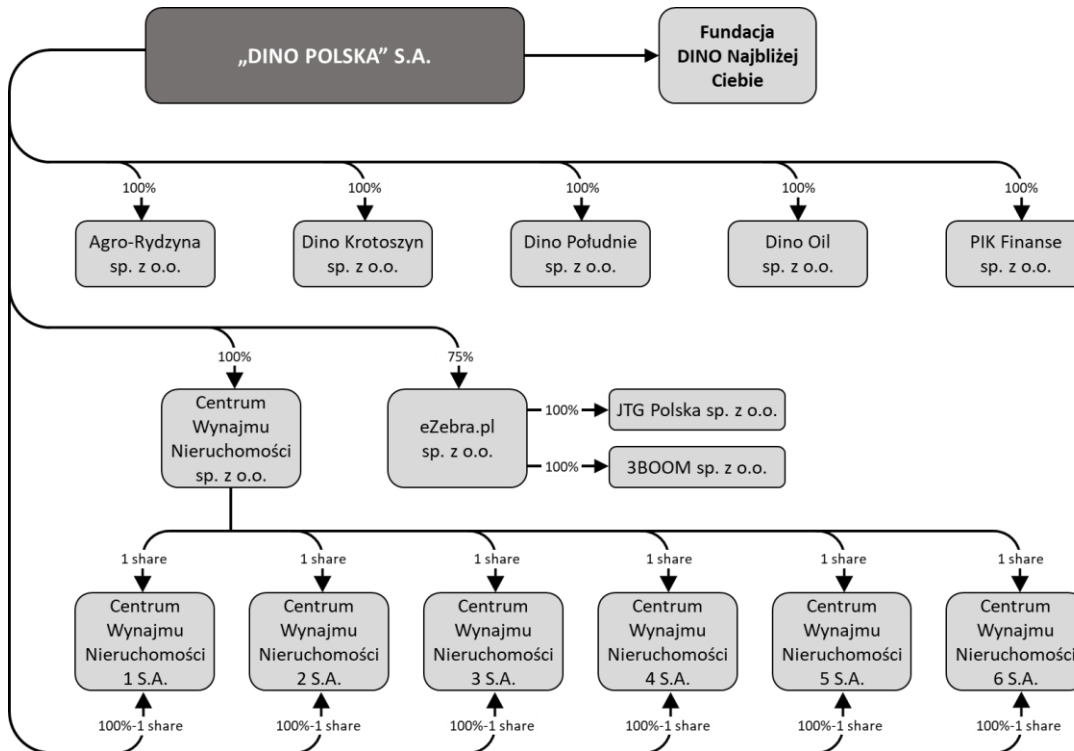 „DINO POLSKA” S.A.
Fundacja
DINO Najbliżej
Ciebie
100%
100%
100%
100%
100%
Agro-Rydzyna
sp. z o.o.
Dino Krotoszyn
sp. z o.o.
Dino Południe
sp. z o.o.
Dino Oil
sp. z o.o.
PIK Finanse
sp. z o.o.
100%
75%
Centrum
Wynajmu
Nieruchomości
sp. z o.o.
eZebra.pl
sp. z o.o.
100%
JTG Polska sp. z o.o.
100%
3BOOM sp. z o.o.
1 share
1 share
1 share
1 share
1 share
1 share
Centrum
Wynajmu
Nieruchomości
1 S.A.
Centrum
Wynajmu
Nieruchomości
2 S.A.
Centrum
Wynajmu
Nieruchomości
3 S.A.
Centrum
Wynajmu
Nieruchomości
4 S.A.
Centrum
Wynajmu
Nieruchomości
5 S.A.
Centrum
Wynajmu
Nieruchomości
6 S.A.
100%-1 share
100%-1 share
100%-1 share
100%-1 share
100%-1 share
100%-1 share